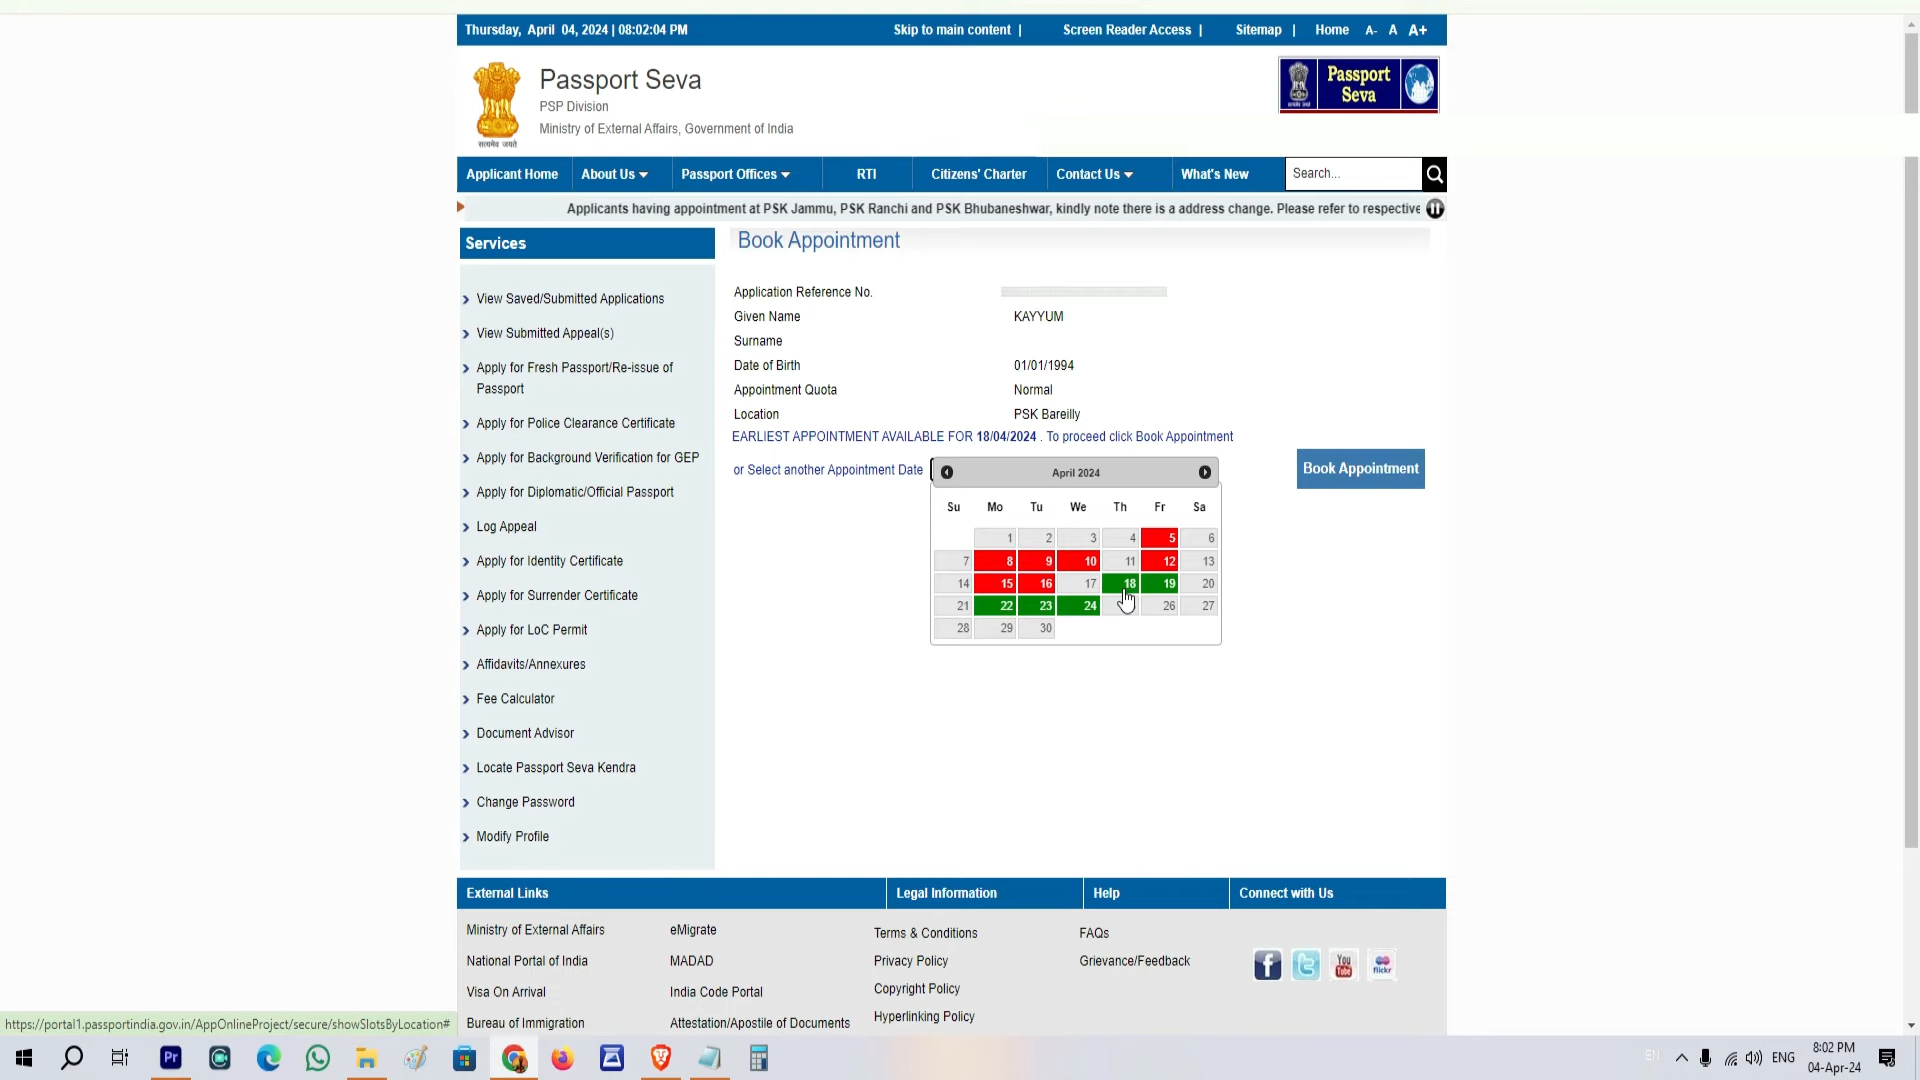 Thursday, April 04, 2024 | 08:02:04 PM
Skip to main content |
Screen Reader Access |
Sitemap |
Home
A- A A+
Passport Seva
PSP Division
Ministry of External Affairs, Government of India
सत्यमेव जयते
Passport
Seva
Applicant Home
About Us
Passport Offices
RTI
Citizens' Charter
Contact Us
What's New
Search...
Applicants having appointment at PSK Jammu, PSK Ranchi and PSK Bhubaneshwar, kindly note there is a address change. Please refer to respective
Services
View Saved/Submitted Applications
View Submitted Appeal(s)
Apply for Fresh Passport/Re-issue of
Passport
Apply for Police Clearance Certificate
Apply for Background Verification for GEP
Apply for Diplomatic/Official Passport
Log Appeal
Apply for Identity Certificate
Apply for Surrender Certificate
Apply for LoC Permit
Affidavits/Annexures
Fee Calculator
Document Advisor
Locate Passport Seva Kendra
Change Password
Modify Profile
Book Appointment
Application Reference No.
Given Name KAYYUM
Surname
Date of Birth 01/01/1994
Appointment Quota Normal
Location PSK Bareilly
EARLIEST APPOINTMENT AVAILABLE FOR 18/04/2024 . To proceed click Book Appointment
or Select another Appointment Date
Book Appointment
April 2024
Su Mo Tu We Th Fr Sa
1 2 3 4 5 6
7 8 9 10 11 12 13
14 15 16 17 18 19 20
21 22 23 24 26 27
28 29 30
External Links
Legal Information
Help
Connect with Us
Ministry of External Affairs
National Portal of India
Visa On Arrival
Bureau of Immigration
eMigrate
MADAD
India Code Portal
Attestation/Apostile of Documents
Terms & Conditions
Privacy Policy
Copyright Policy
Hyperlinking Policy
FAQs
Grievance/Feedback
You
Tube
flickr
https://portal1.passportindia.gov.in/AppOnlineProject/secure/showSlotsByLocation#
Pr
EN
ENG
8:02 PM
04-Apr-24